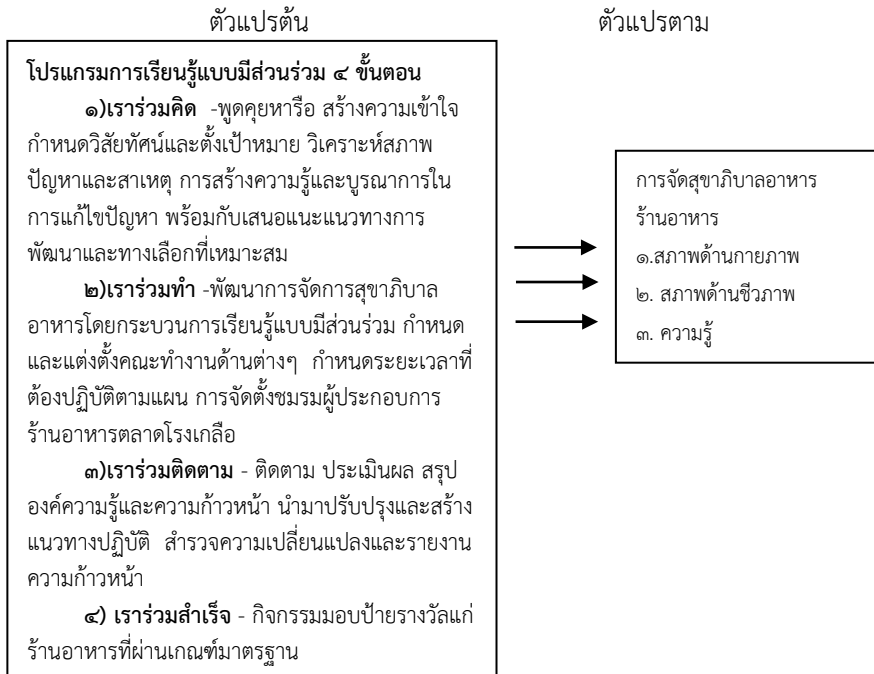 ตัวแปรต้น
ตัวแปรตาม
โปรแกรมการเรียนรู้แบบมีส่วนร่วม ๔ ขั้นตอน
๑)เราร่วมคิด -พูดคุยหารือ สร้างความเข้าใจ
กำหนดวิสัยทัศน์และตั้งเป้าหมาย วิเคราะห์สภาพ
ปัญหาและสาเหตุ การสร้างความรู้และบูรณาการใน
การแก้ไขปัญหา พร้อมกับเสนอแนะแนวทางการ
พัฒนาและทางเลือกที่เหมาะสม
๒)เราร่วมทำ -พัฒนาการจัดการสุขาภิบาล
อาหารโดยกระบวนการเรียนรู้แบบมีส่วนร่วม กำหนด
และแต่งตั้งคณะทำงานด้านต่างๆ กำหนดระยะเวลาที่
ต้องปฏิบัติตามแผน การจัดตั้งชมรมผู้ประกอบการ
ร้านอาหารตลาดโรงเกลือ
๓)เราร่วมติดตาม - ติดตาม ประเมินผล สรุป
องค์ความรู้และความก้าวหน้า นำมาปรับปรุงและสร้าง
แนวทางปฏิบัติ สำรวจความเปลี่ยนแปลงและรายงาน
ความก้าวหน้า
๔) เราร่วมสำเร็จ - กิจกรรมมอบป้ายรางวัลแก่
ร้านอาหารที่ผ่านเกณฑ์มาตรฐาน
การจัดสุขาภิบาลอาหาร
ร้านอาหาร
๑.สภาพด้านกายภาพ
๒. สภาพด้านชีวภาพ
๓. ความรู้